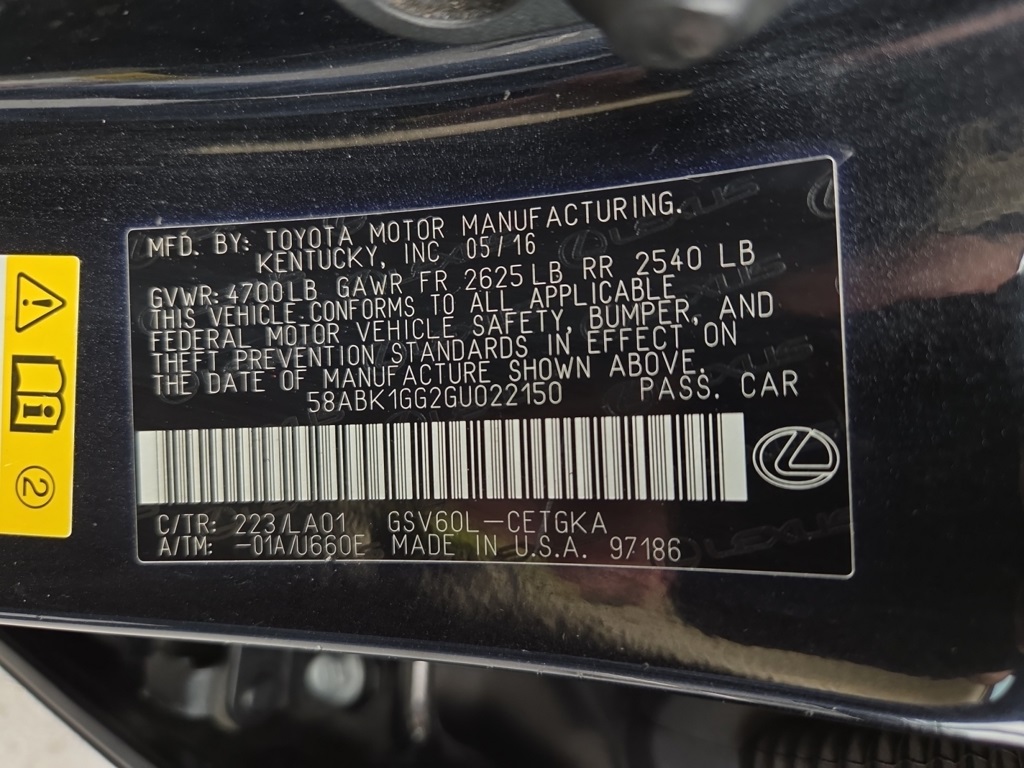 MFD. BY: TOYOTA MOTOR MANUFACTURING.
KENTUCKY, INC 05/16
GVWR: 4700LB GAWR FR 2625LB RR 2540 LB
THIS VEHICLE CONFORMS TO ALL APPLICABLE
FEDERAL MOTOR VEHICLE SAFETY, BUMPER, AND
THEFT PREVENTION STANDARDS IN EFFECT ON
THE DATE OF MANUFACTURE SHOWN ABOVE.
58ABK1GG2GU022150 PASS. CAR
C/TR: 223/LA01 GSV60L-CETGKA
A/TM: -01A/U660E MADE IN U.S.A. 97186
2